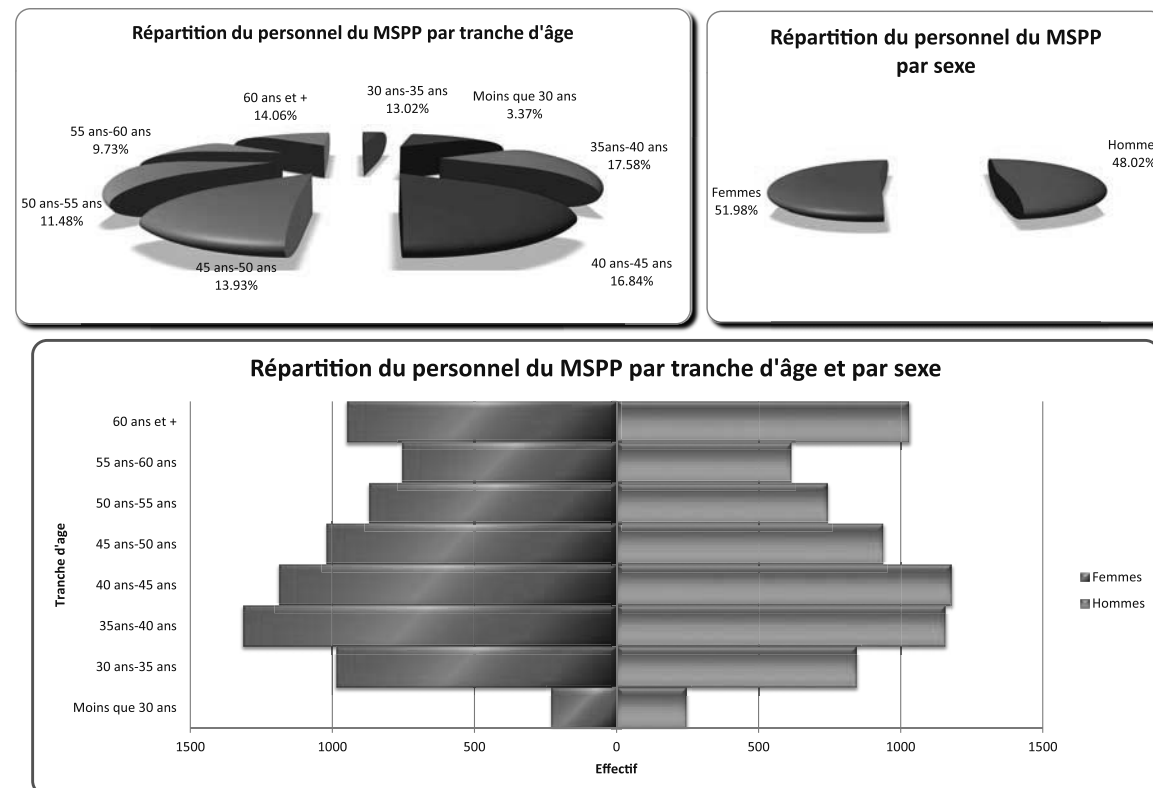 Répartition du personnel du MSPP par tranche d'âge
60 ans et +
14.06%
30 ans-35 ans
13.02%
Moins que 30 ans
3.37%
55 ans-60 ans
9.73%
35ans-40 ans
17.58%
50 ans-55 ans
11.48%
45 ans-50 ans
13.93%
40 ans-45 ans
16.84%
Répartition du personnel du MSPP
par sexe
Femmes
51.98%
Homme
48.02%
Répartition du personnel du MSPP par tranche d'âge et par sexe
Tranche d'age
60 ans et +
55 ans-60 ans
50 ans-55 ans
45 ans-50 ans
40 ans-45 ans
35ans-40 ans
30 ans-35 ans
Moins que 30 ans
1500 1000 500 0 500 1000 1500
Effectif
Femmes
Hommes